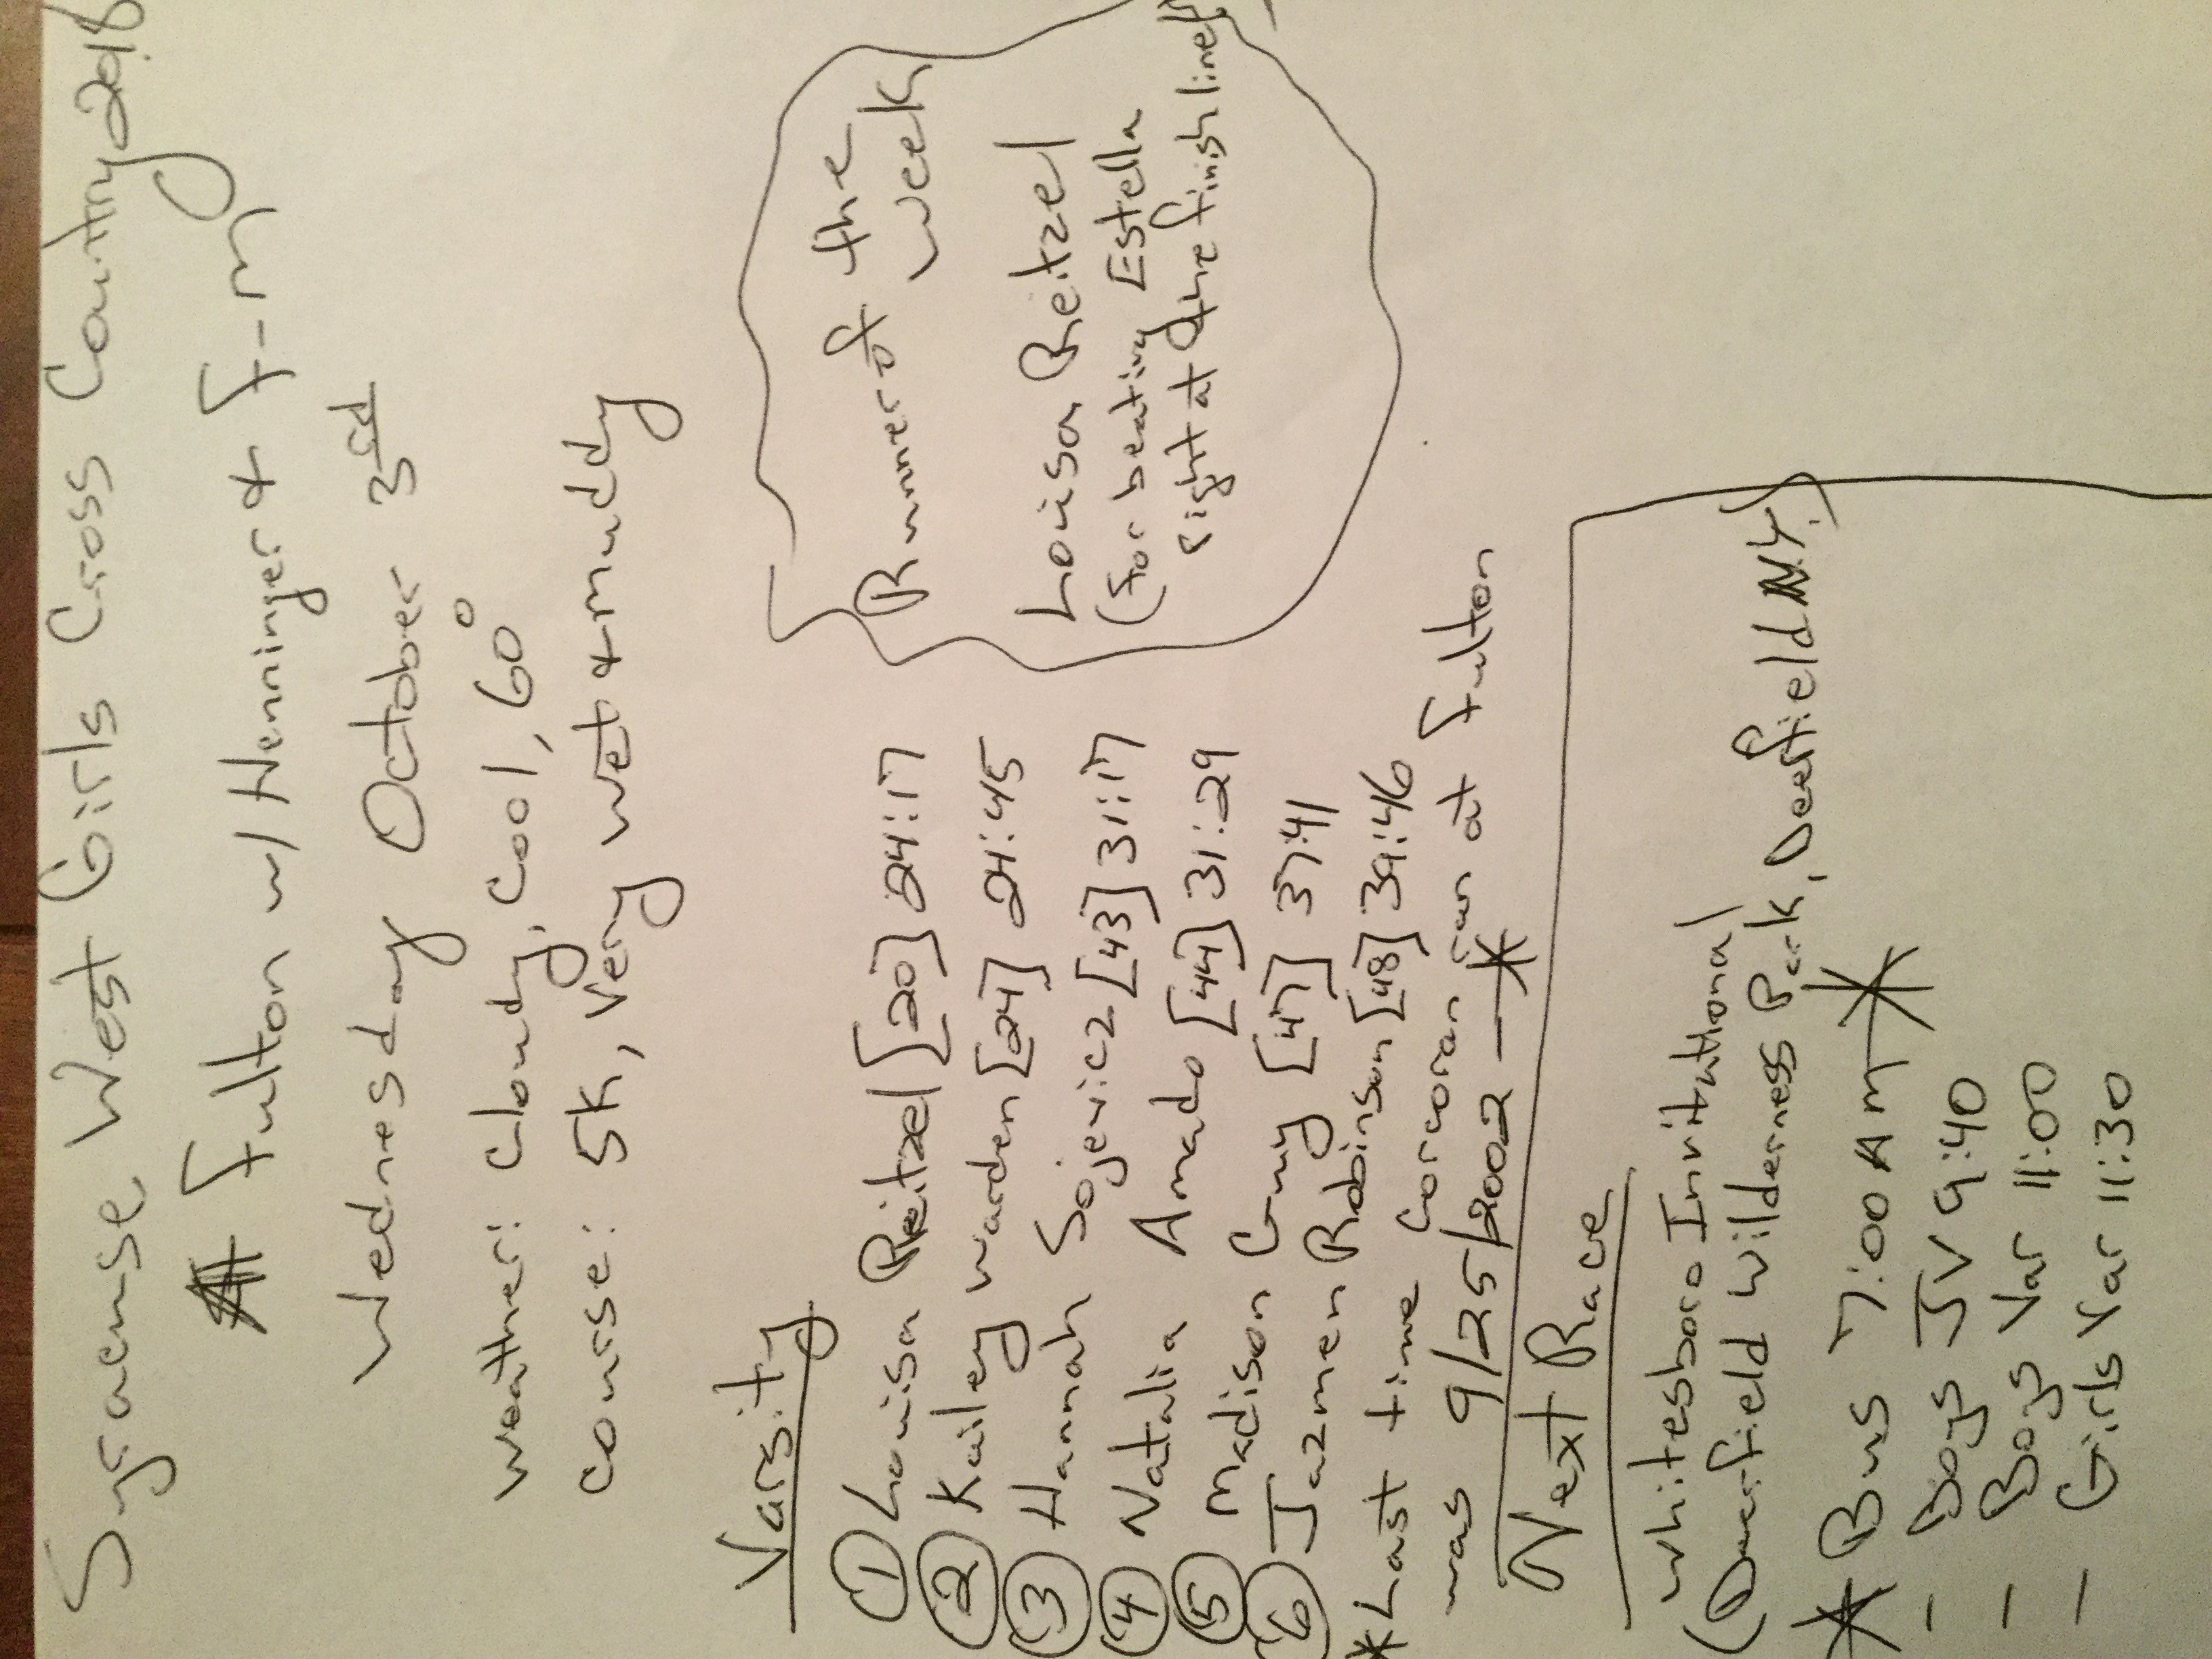 Syracuse West Girls Cross Country 2018
At Fulton w/ Henninger & F-M
Wednesday October 3rd
Weather: Cloudy, Cool, 60°
Course: 5K, Very Wet & Muddy
Varsity
① Louisa Reitzel [20] 24:17
② Kailey Warden [24] 24:45
③ Hannah Sojewicz [43] 31:17
④ Natalia Amado [44] 31:29
⑤ Madison Guy [47] 37:41
⑥ Jazmen Robinson [48] 39:46
*Last time Corcoran ran at Fulton
was 9/25/2002 —*
Runner of the
Week
Louisa Reitzel
(for beating Estella
right at the finish line!)
Next Race
Whitesboro Invitational
(Deerfield Wilderness Park, Deerfield N.Y.)
* Bus 7:00 AM *
- Boys JV 9:40
- Boys Var 11:00
- Girls Var 11:30